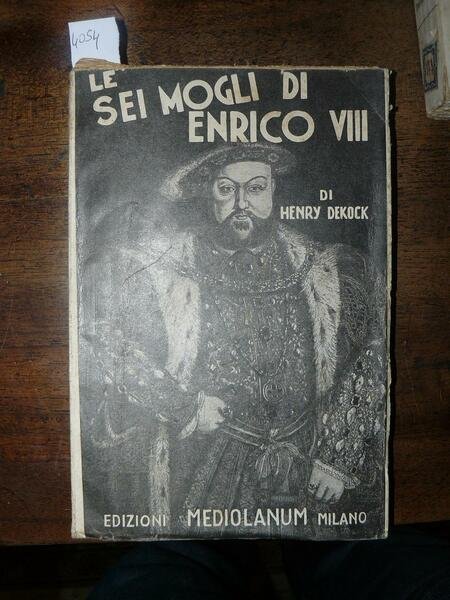 4054
LE
SEI MOGLI DI
ENRICO VIII
DI
HENRY DEKOCK
EDIZIONI MEDIOLANUM MILANO